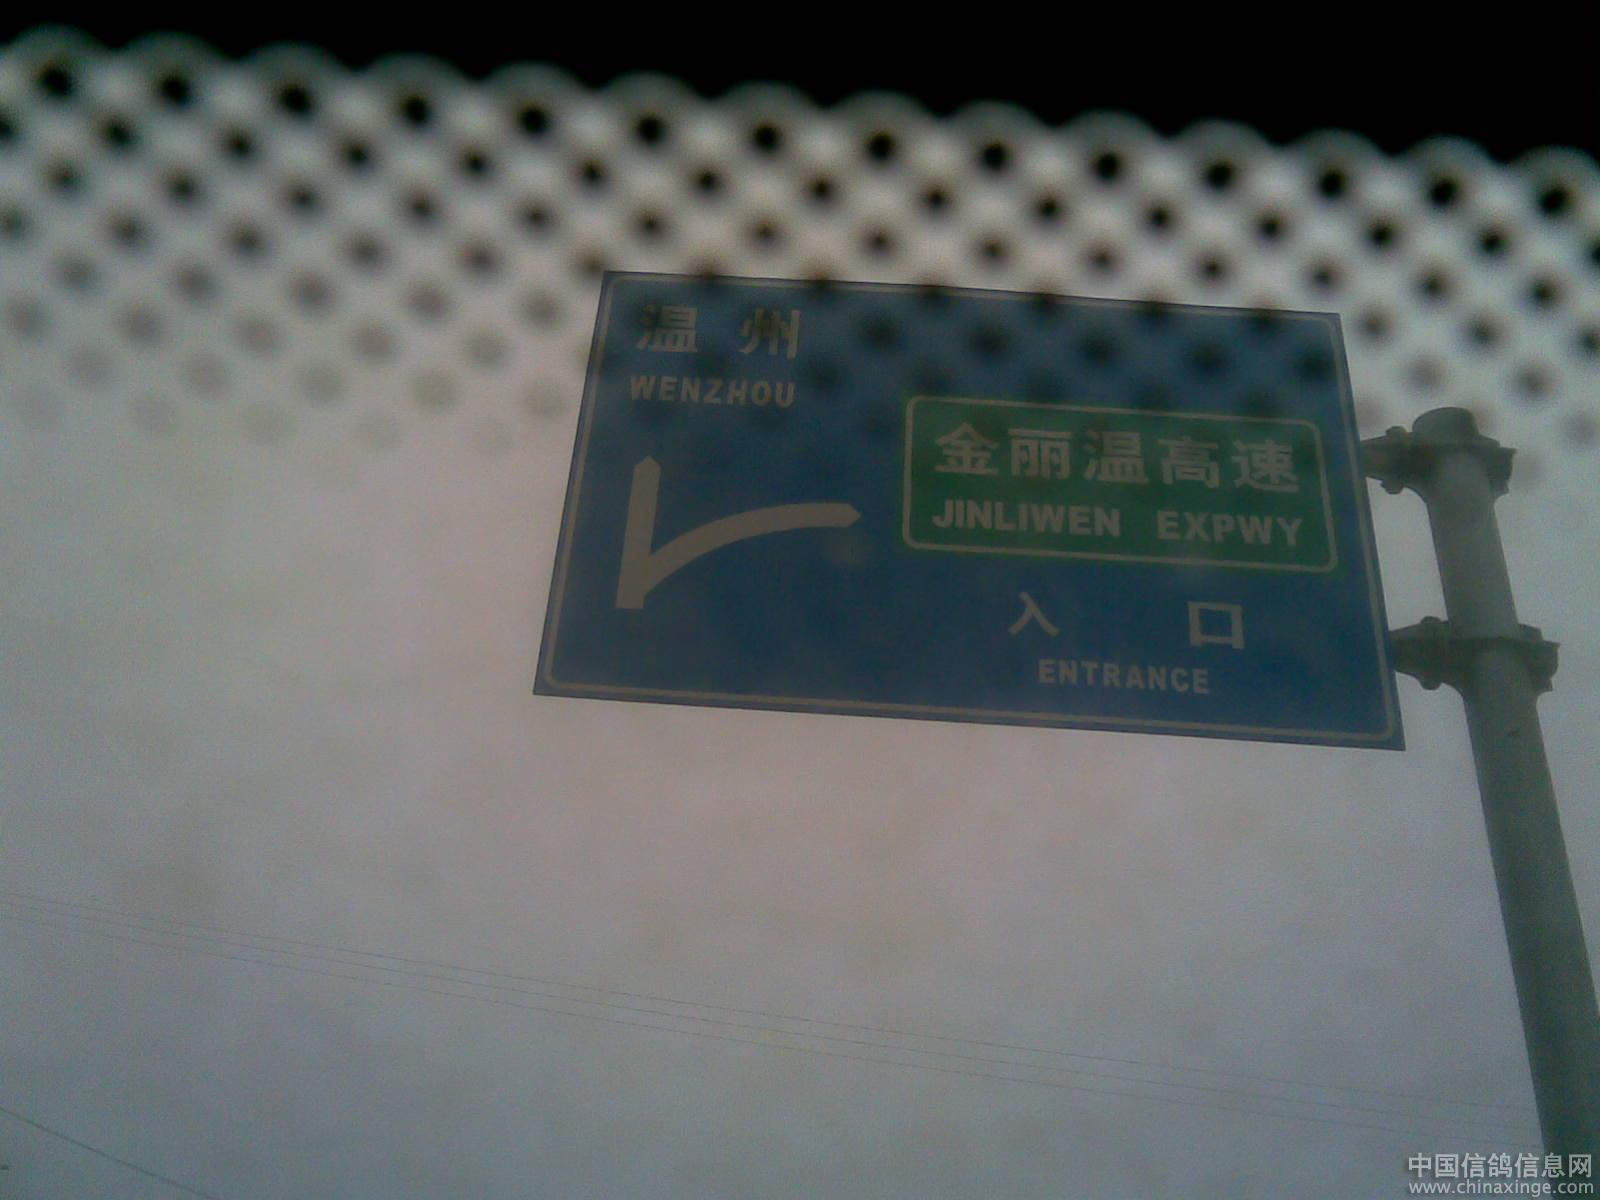 温州
WENZHOU
金丽温高速
JINLIWEN EXPWY
入口
ENTRANCE
中国信鸽信息网
www.chinaxinge.com